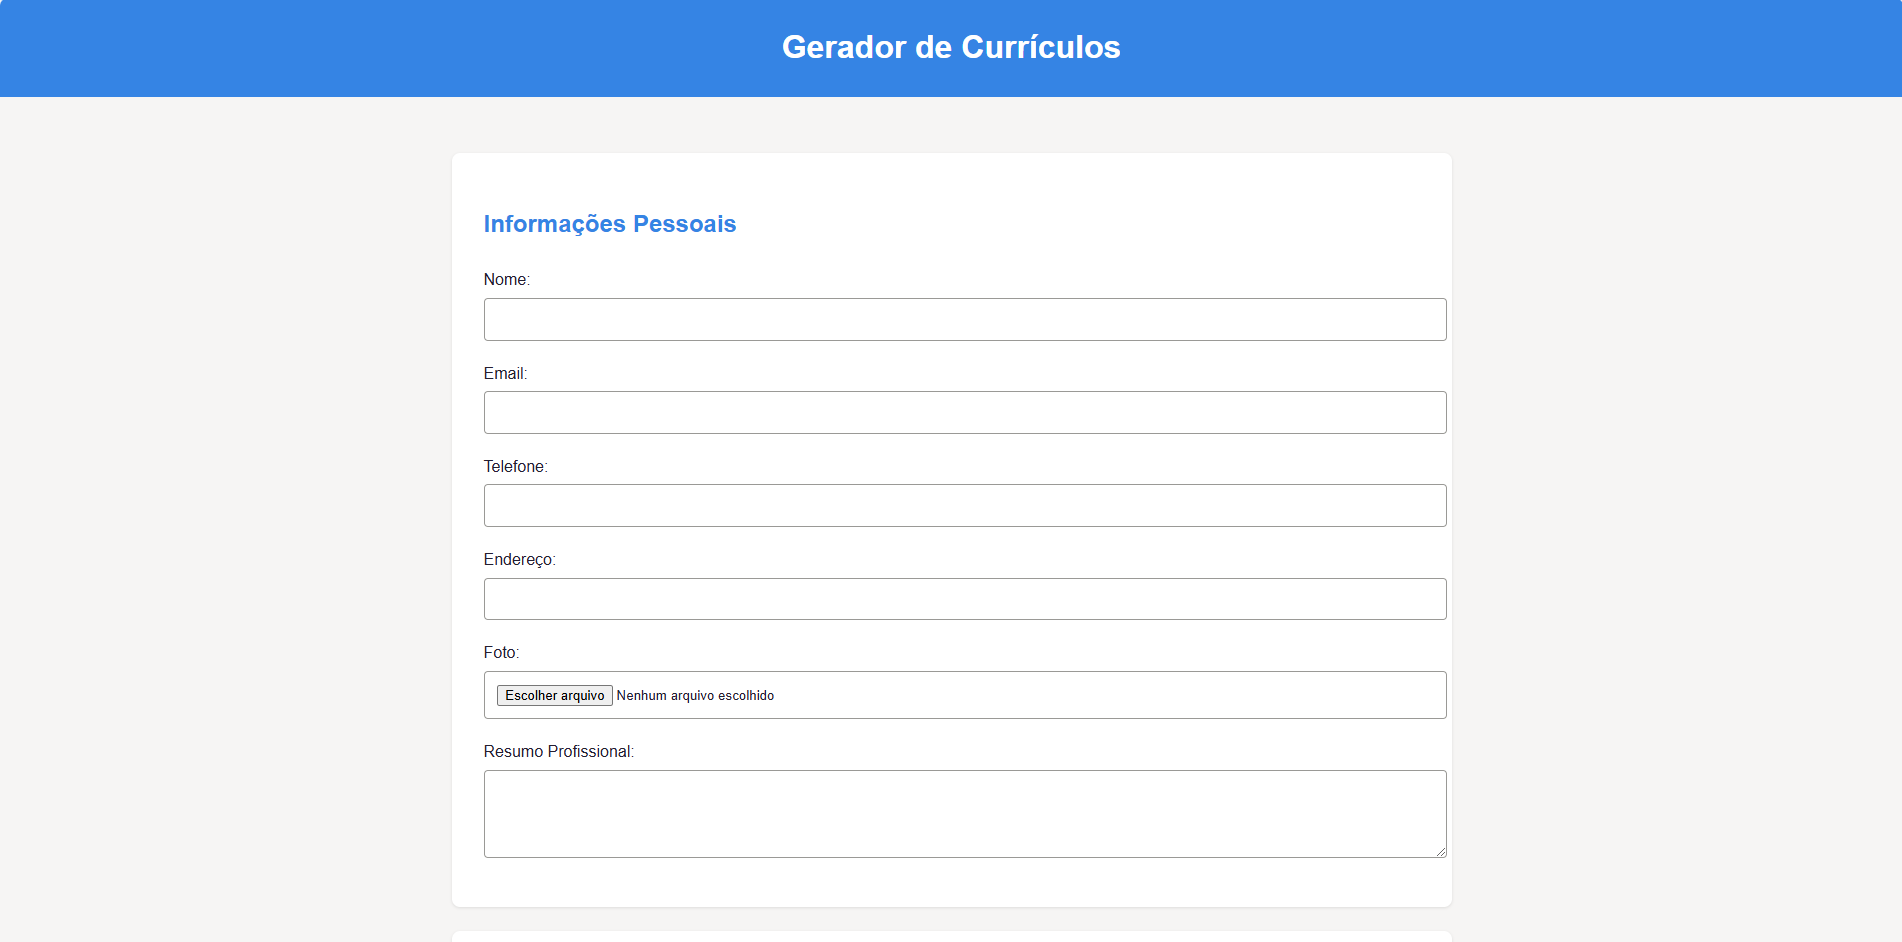 Gerador de Currículos
Informações Pessoais
Nome:
Email:
Telefone:
Endereço:
Foto:
Escolher arquivo Nenhum arquivo escolhido
Resumo Profissional: